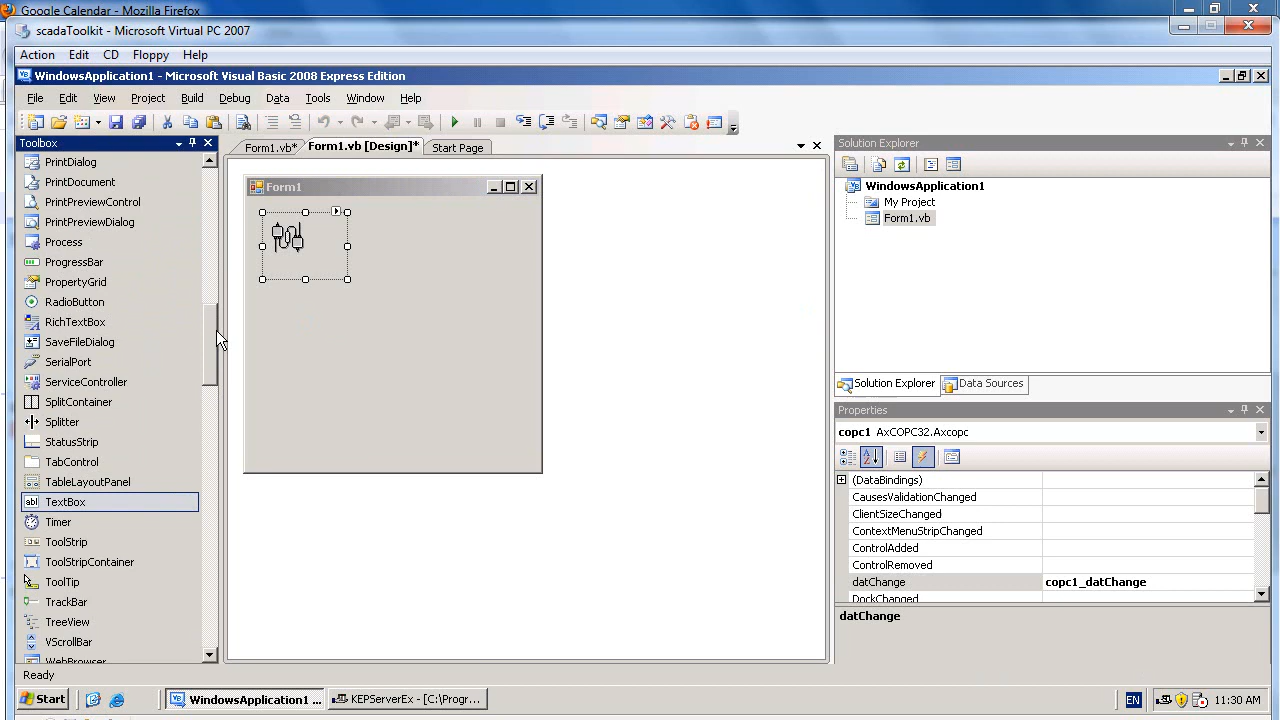 Google Calendar - Mozilla Firefox
scadaToolkit - Microsoft Virtual PC 2007
Action Edit CD Floppy Help
WindowsApplication1 - Microsoft Visual Basic 2008 Express Edition
File Edit View Project Build Debug Data Tools Window Help
Toolbox
PrintDialog
PrintDocument
PrintPreviewControl
PrintPreviewDialog
Process
ProgressBar
PropertyGrid
RadioButton
RichTextBox
SaveFileDialog
SerialPort
ServiceController
SplitContainer
Splitter
StatusStrip
TabControl
TableLayoutPanel
TextBox
Timer
ToolStrip
ToolStripContainer
ToolTip
TrackBar
TreeView
VScrollBar
WebBrowser
Form1.vb* Form1.vb [Design]* Start Page
Form1
Solution Explorer
WindowsApplication1
My Project
Form1.vb
Solution Explorer Data Sources
Properties
copc1 AxCOPC32.Axcopc
(DataBindings)
CausesValidationChanged
ClientSizeChanged
ContextMenuStripChanged
ControlAdded
ControlRemoved
datChange copc1_datChange
DockChanged
datChange
Ready
Start WindowsApplication1 ... KEPServerEx - [C:\Progr... EN 11:30 AM